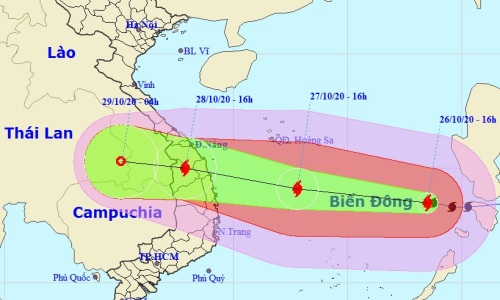 Hà Nội
Lào
BL Vĩ
Vinh
29/10/20 - 04h
28/10/20 - 16h
27/10/20 - 16h
26/10/20 - 16h
Thái Lan
Đ.Nẵng
QĐ. Hoàng Sa
Biển Đông
Campuchia
N.Trang
TP.HCM
Phú Quốc
Phú Quý